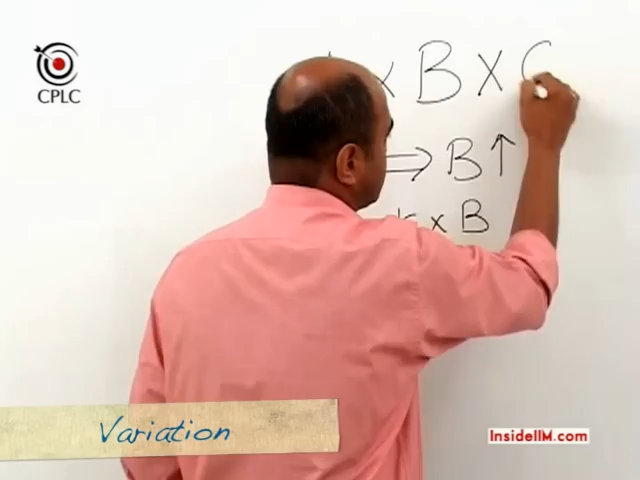 CPLC
x B X C
⇒ B ↑
k x B
Variation
InsideIIM.com